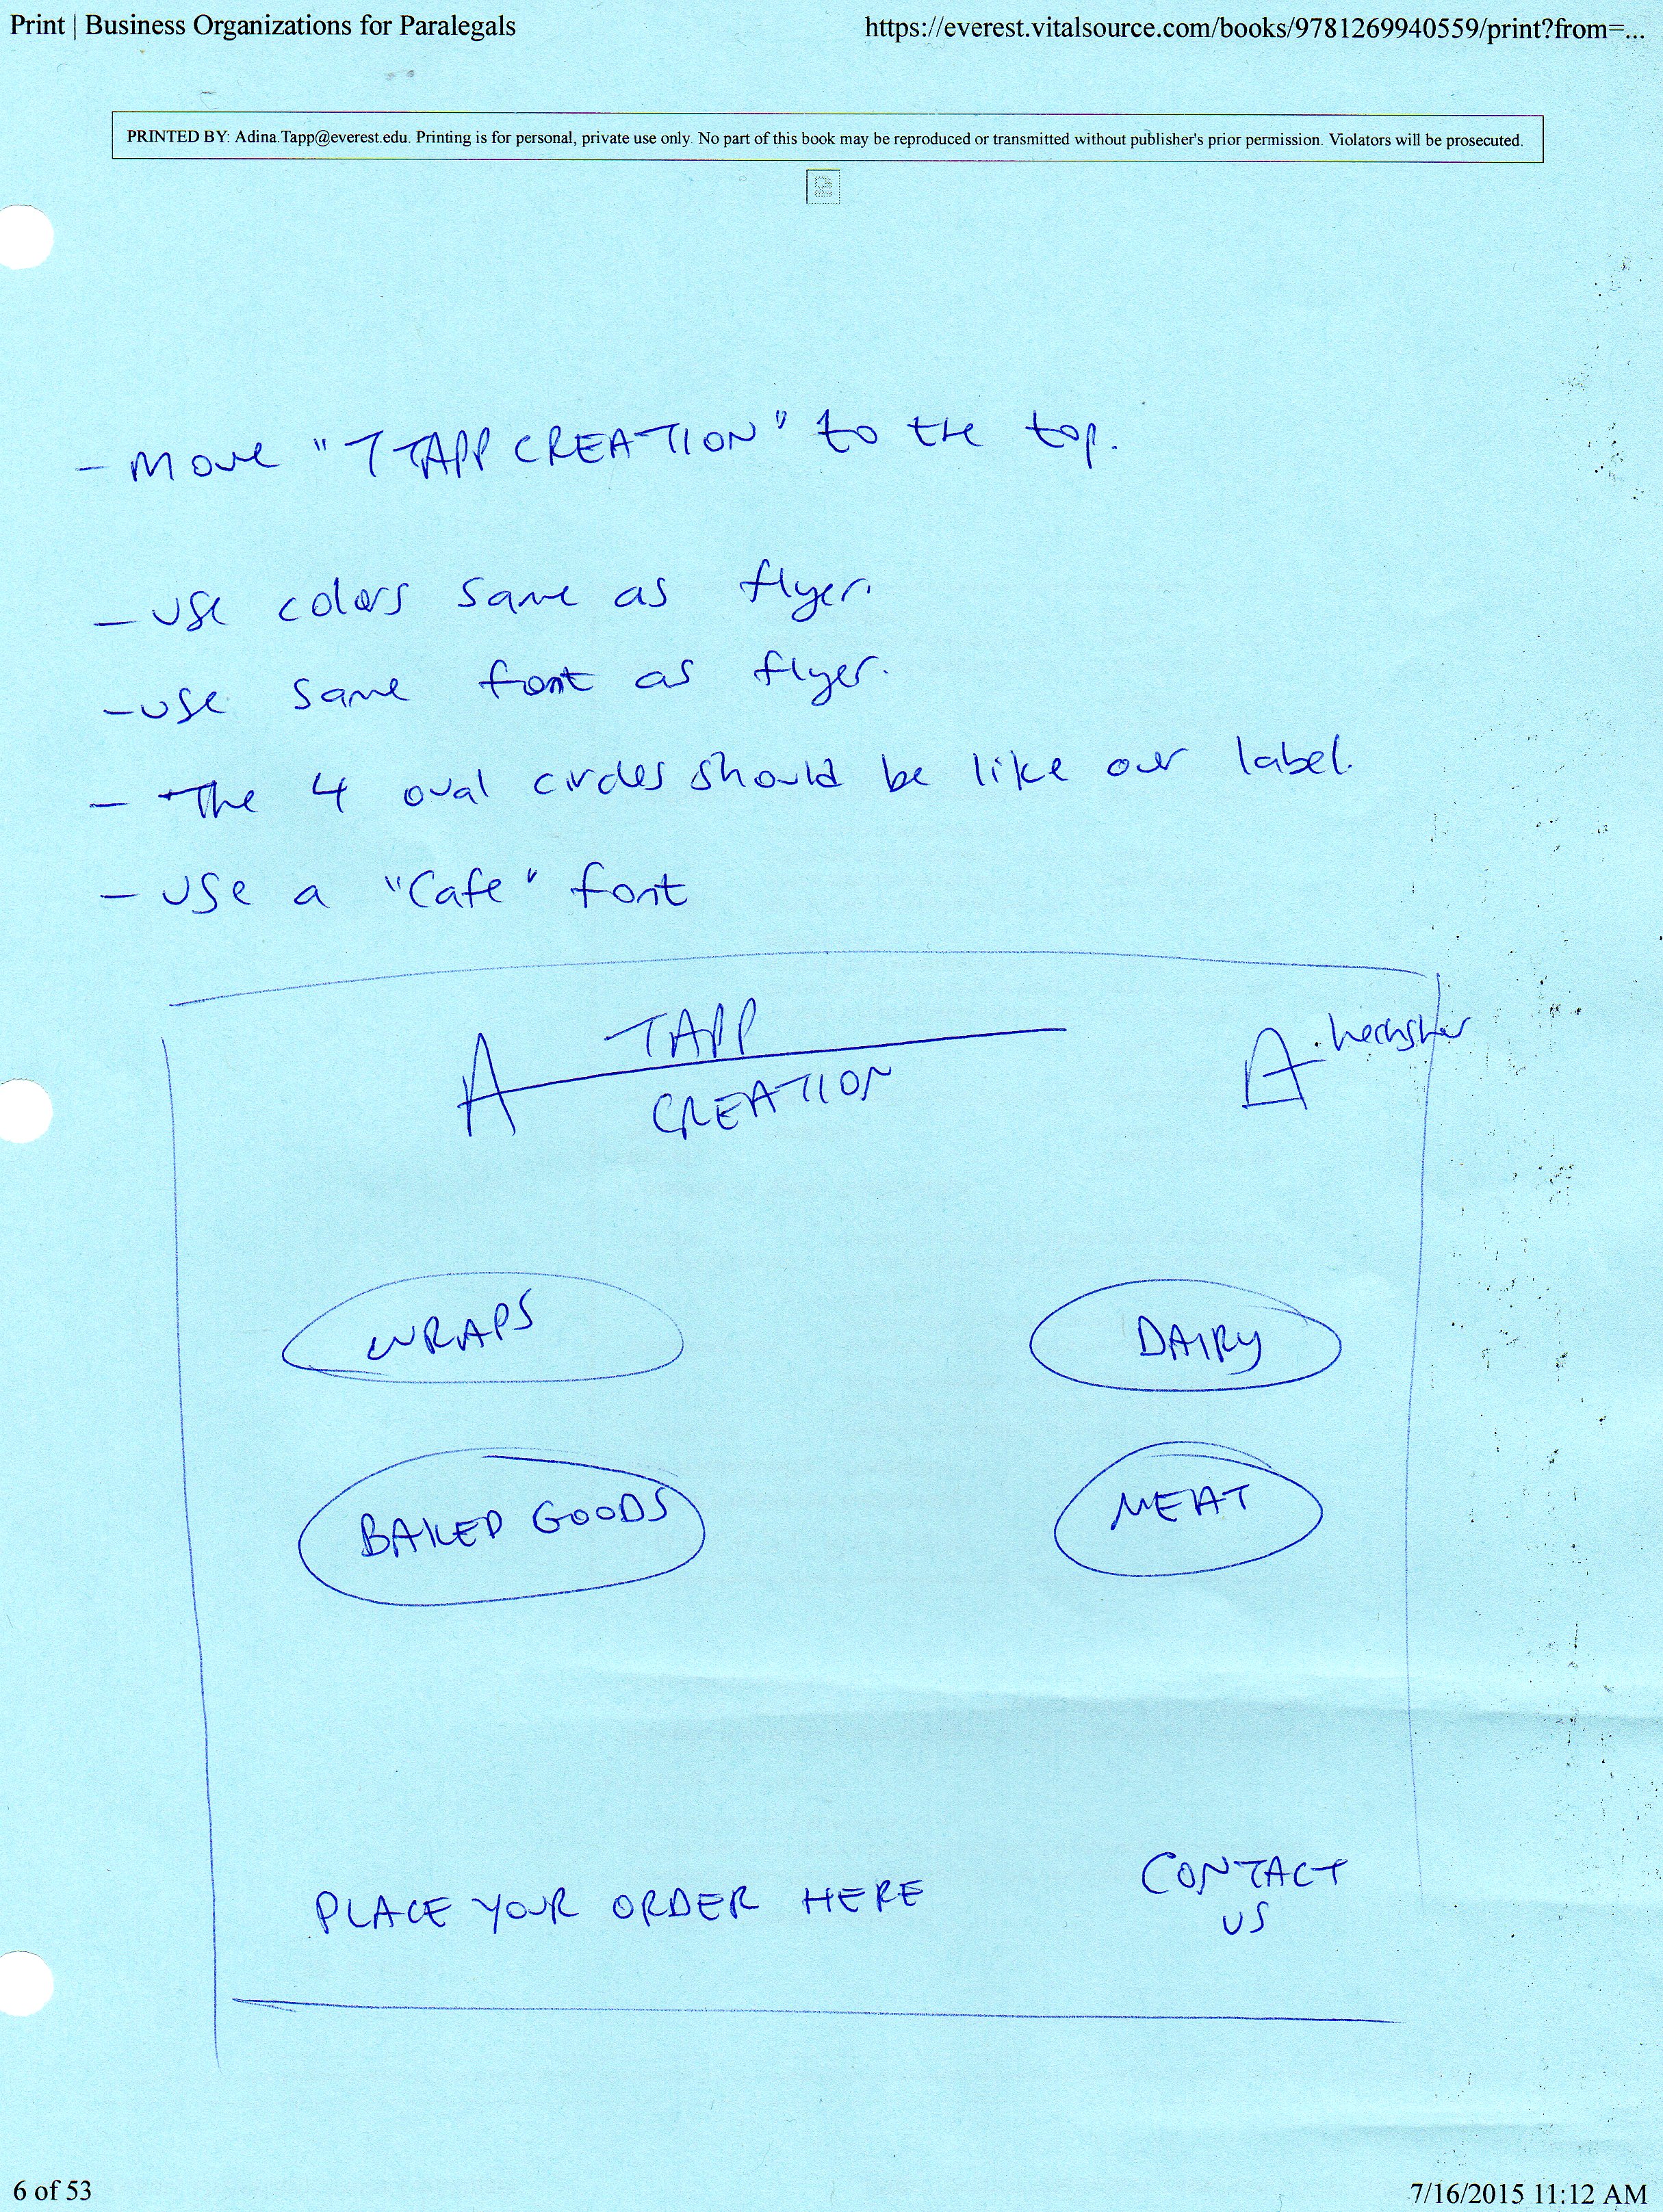 Print | Business Organizations for Paralegals
https://everest.vitalsource.com/books/9781269940559/print?from=...
PRINTED BY: Adina.Tapp@everest.edu. Printing is for personal, private use only. No part of this book may be reproduced or transmitted without publisher's prior permission. Violators will be prosecuted.
- Move "T TAPP CREATION" to the top.
- Use colors same as flyer.
- use same font as flyer.
- The 4 oval circles should be like our label.
- Use a "Cafe" font
A TAPP
CREATION
A hechsher
WRAPS
DAIRY
BAKED GOODS
MEAT
PLACE YOUR ORDER HERE
CONTACT
US
6 of 53
7/16/2015 11:12 AM